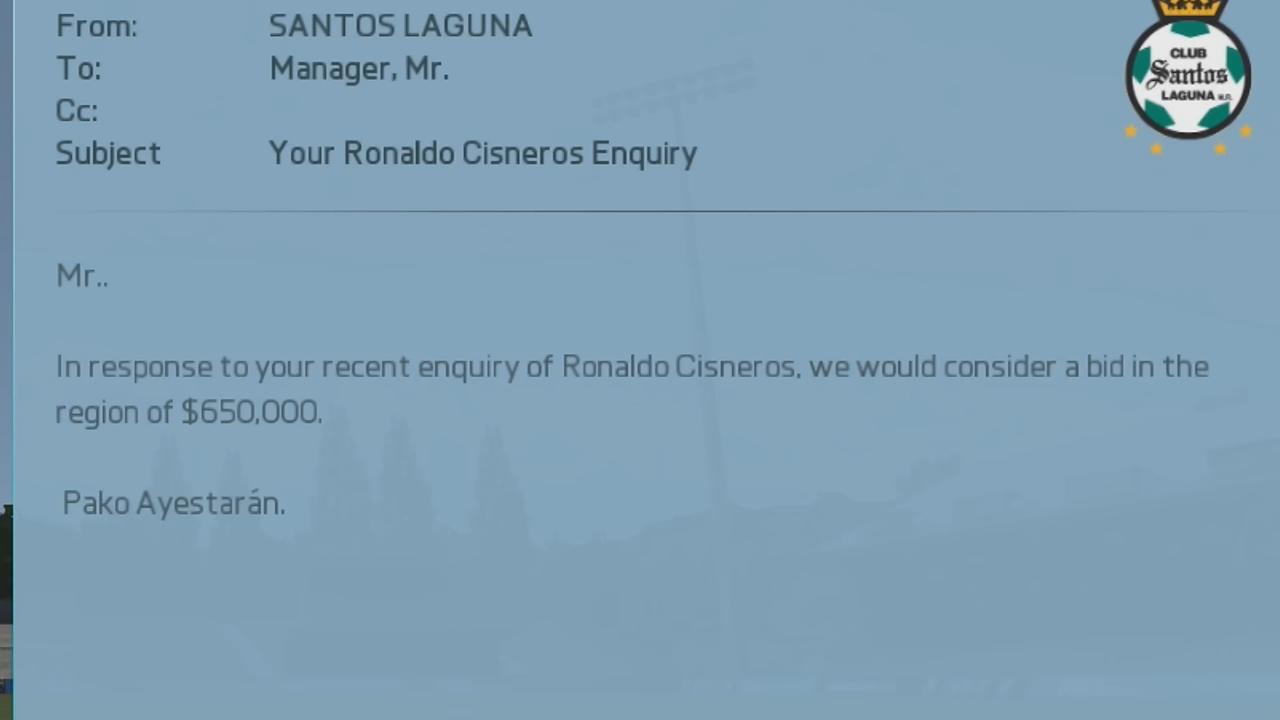 From: SANTOS LAGUNA
To: Manager, Mr.
Cc:
Subject Your Ronaldo Cisneros Enquiry
CLUB
Santos
LAGUNA
Mr..
In response to your recent enquiry of Ronaldo Cisneros, we would consider a bid in the
region of $650,000.
Pako Ayestarán.